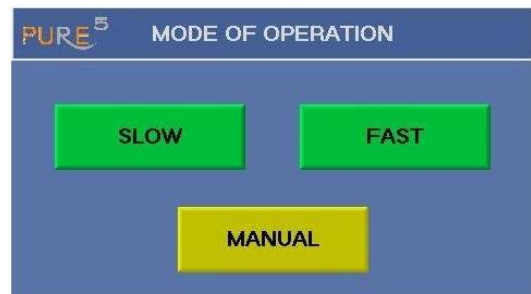 PURE⁵ MODE OF OPERATION
SLOW FAST
MANUAL